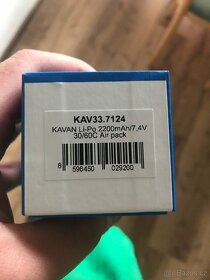 KAV33.7124
KAVAN Li-Po 2200mAh/7,4V
30/60C Air pack
8 596450 029200